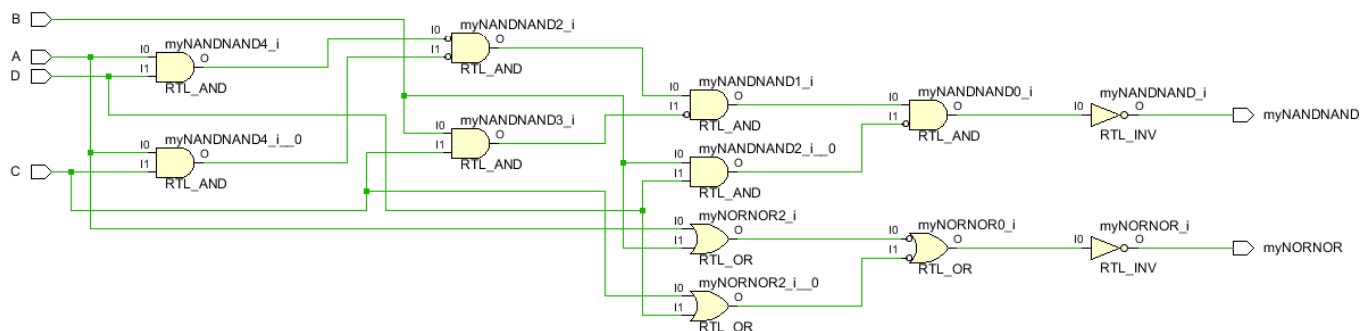 B
A
D
C
I0
I1
myNANDNAND4_i
O
RTL_AND
I0
I1
myNANDNAND4_i__0
O
RTL_AND
I0
I1
myNANDNAND2_i
O
RTL_AND
I0
I1
myNANDNAND3_i
O
RTL_AND
I0
I1
myNANDNAND1_i
O
RTL_AND
I0
I1
myNANDNAND2_i__0
O
RTL_AND
I0
I1
myNORNOR2_i
O
RTL_OR
I0
I1
myNORNOR2_i__0
O
RTL_OR
I0
I1
myNANDNAND0_i
O
RTL_AND
I0
I1
myNORNOR0_i
O
RTL_OR
I0
myNANDNAND_i
O
RTL_INV
I0
myNORNOR_i
O
RTL_INV
myNANDNAND
myNORNOR